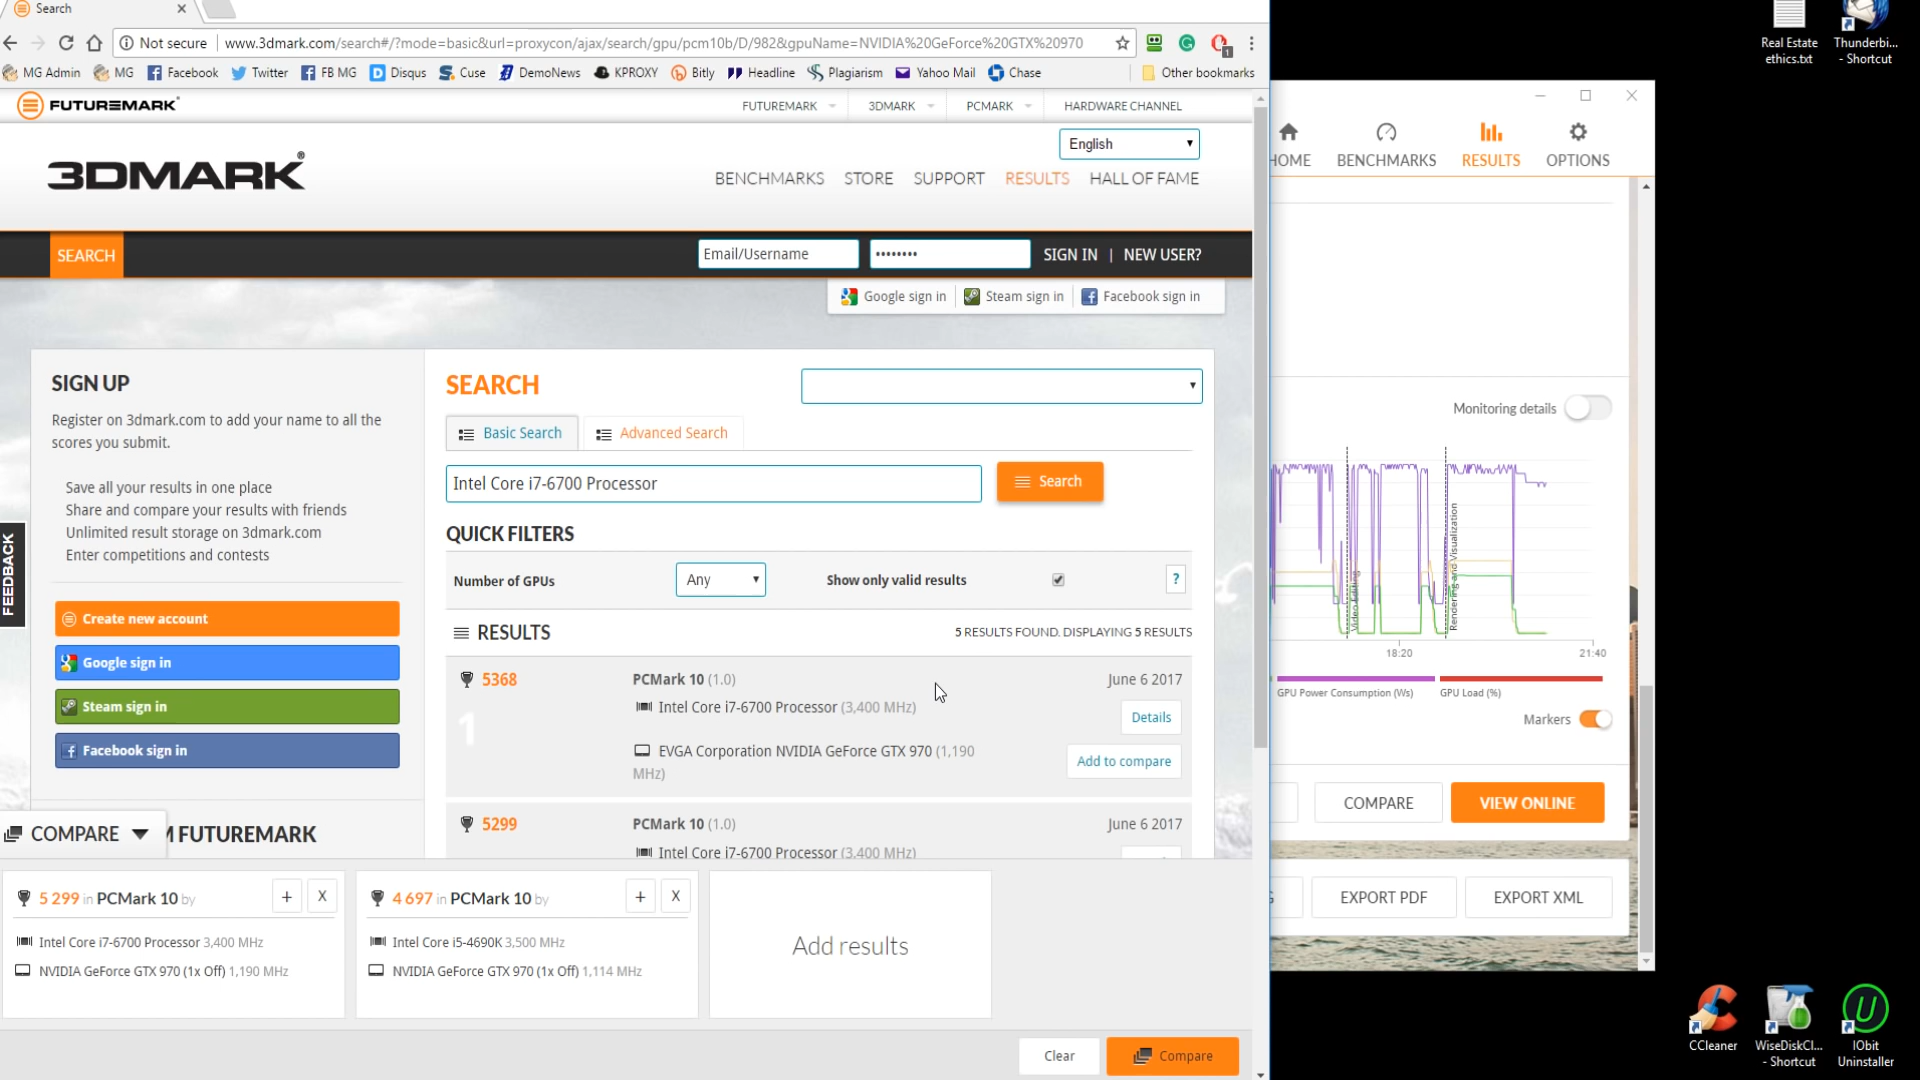 Search
Not secure
www.3dmark.com/search#/?mode=basic&url=proxycon/ajax/search/gpu/pcm10b/D/982&gpuName=NVIDIA%20GeForce%20GTX%20970
MG Admin
MG
Facebook
Twitter
FB MG
Disqus
Cuse
DemoNews
KPROXY
Bitly
Headline
Plagiarism
Yahoo Mail
Chase
Other bookmarks
FUTUREMARK
FUTUREMARK
3DMARK
PCMARK
HARDWARE CHANNEL
English
3DMARK®
BENCHMARKS
STORE
SUPPORT
RESULTS
HALL OF FAME
SEARCH
Email/Username
••••••••
SIGN IN | NEW USER?
Google sign in
Steam sign in
Facebook sign in
SIGN UP
Register on 3dmark.com to add your name to all the
scores you submit.
Save all your results in one place
Share and compare your results with friends
Unlimited result storage on 3dmark.com
Enter competitions and contests
Create new account
Google sign in
Steam sign in
Facebook sign in
FEEDBACK
SEARCH
Basic Search
Advanced Search
Intel Core i7-6700 Processor
Search
QUICK FILTERS
Number of GPUs
Any
Show only valid results
?
RESULTS
5 RESULTS FOUND. DISPLAYING 5 RESULTS
5368
1
PCMark 10 (1.0)
June 6 2017
Intel Core i7-6700 Processor (3,400 MHz)
Details
EVGA Corporation NVIDIA GeForce GTX 970 (1,190
MHz)
Add to compare
5299
PCMark 10 (1.0)
June 6 2017
Intel Core i7-6700 Processor (3,400 MHz)
COMPARE
M FUTUREMARK
5 299 in PCMark 10 by
+
X
Intel Core i7-6700 Processor 3,400 MHz
NVIDIA GeForce GTX 970 (1x Off) 1,190 MHz
4 697 in PCMark 10 by
+
X
Intel Core i5-4690K 3,500 MHz
NVIDIA GeForce GTX 970 (1x Off) 1,114 MHz
Add results
Clear
Compare
HOME
BENCHMARKS
RESULTS
OPTIONS
Monitoring details
Video Editing
Rendering and Visualization
18:20
21:40
GPU Power Consumption (Ws)
GPU Load (%)
Markers
COMPARE
VIEW ONLINE
EXPORT PDF
EXPORT XML
Real Estate
ethics.txt
Thunderbi...
- Shortcut
CCleaner
WiseDiskCl...
- Shortcut
IObit
Uninstaller